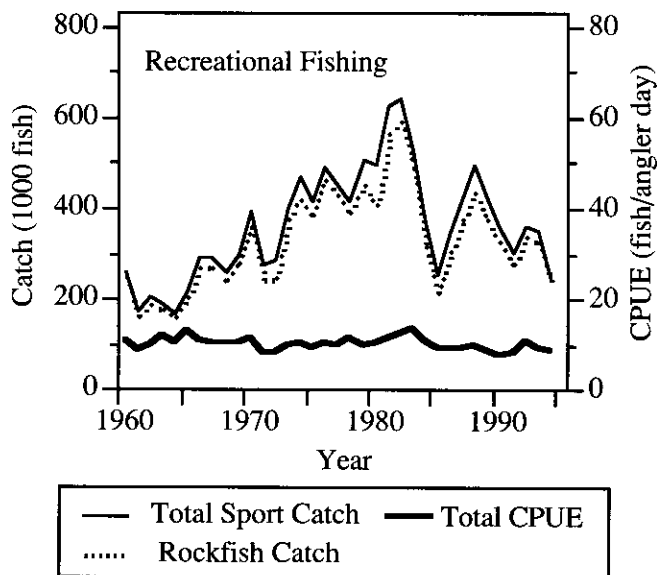 Recreational Fishing
Catch (1000 fish)
800
600
400
200
0
CPUE (fish/angler day)
80
60
40
20
0
1960 1970 1980 1990
Year
Total Sport Catch Total CPUE
Rockfish Catch